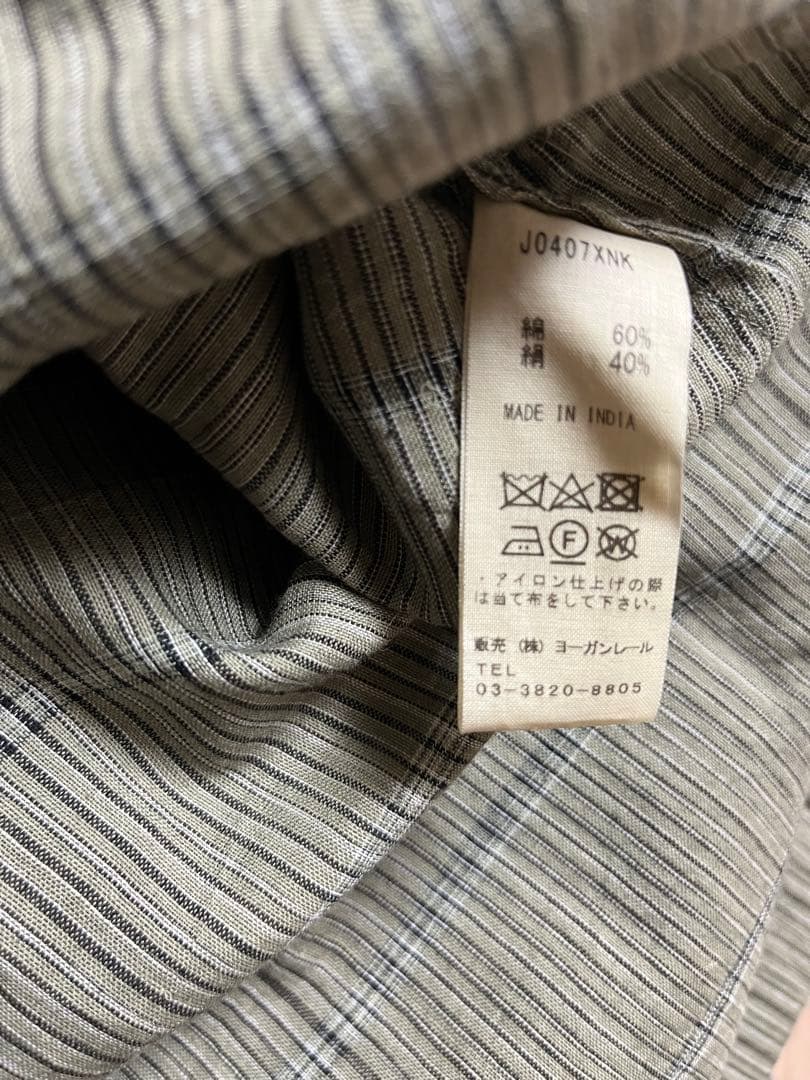 J0407XNK
綿 60%
絹 40%
MADE IN INDIA
F W
・アイロン仕上げの際
は当て布をして下さい。
販売 (株) ヨーガンレール
TEL
03-3820-8805